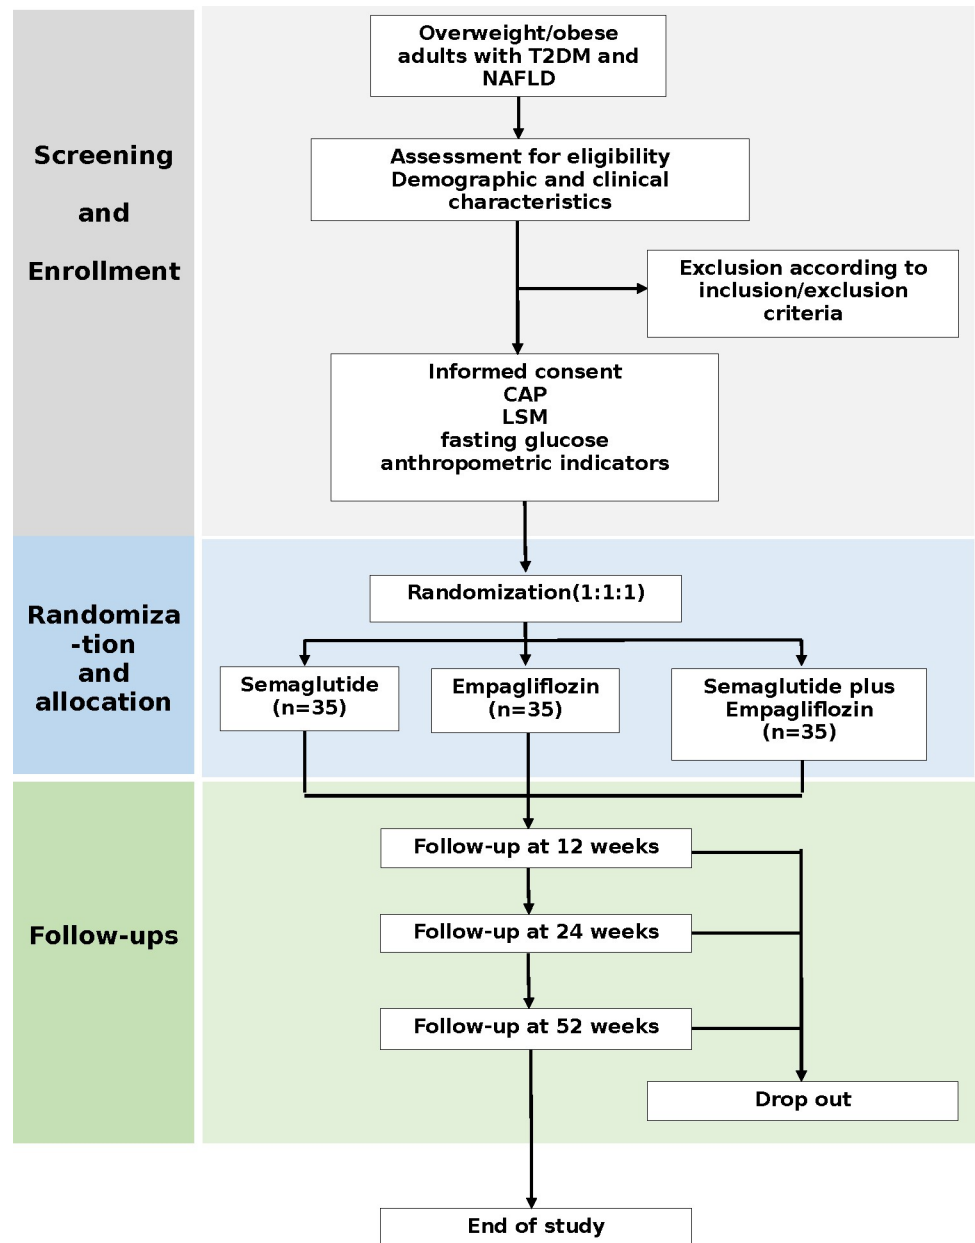 Overweight/obese
adults with T2DM and
NAFLD
Screening
and
Enrollment
Assessment for eligibility
Demographic and clinical
characteristics
Exclusion according to
inclusion/exclusion
criteria
Informed consent
CAP
LSM
fasting glucose
anthropometric indicators
Randomiza
-tion
and
allocation
Randomization(1:1:1)
Semaglutide
(n=35)
Empagliflozin
(n=35)
Semaglutide plus
Empagliflozin
(n=35)
Follow-ups
Follow-up at 12 weeks
Follow-up at 24 weeks
Follow-up at 52 weeks
Drop out
End of study